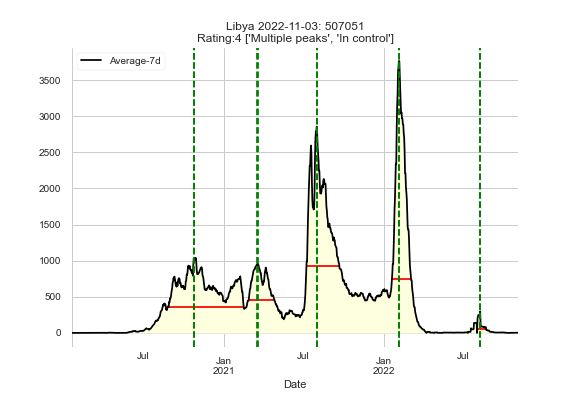 Libya 2022-11-03: 507051
Rating:4 ['Multiple peaks', 'In control']
Average-7d
3500
3000
2500
2000
1500
1000
500
0
Jul
Jan
2021
Jul
Jan
2022
Jul
Date